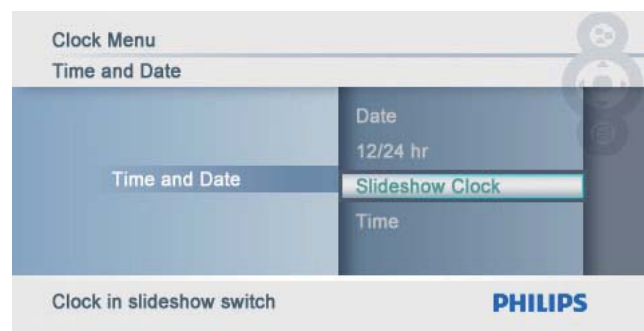 Clock Menu
Time and Date
Time and Date
Date
12/24 hr
Slideshow Clock
Time
Clock in slideshow switch
PHILIPS